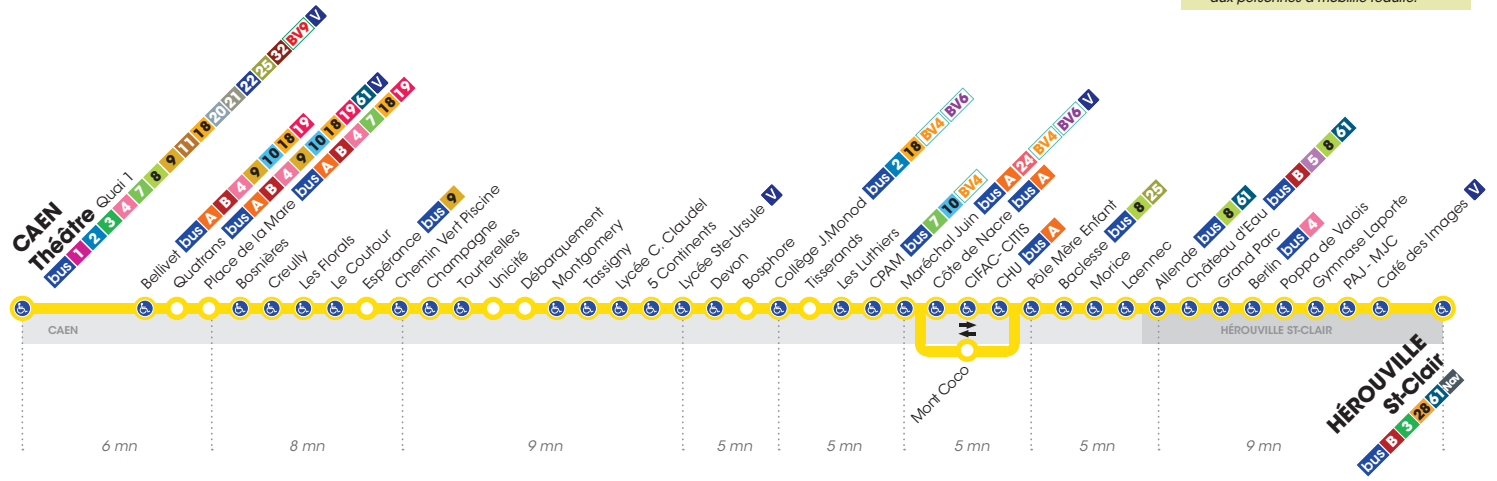 aux personnes à mobilité réduite.
CAEN
Théâtre Quai 1
bus 1 2 3 4 7 8 9 11 18 20 21 22 25 32 BV9 V
Bellivet bus A B 4 9 10 18 19
Quatrans bus A B 4 9 10 18 19 61 V
Place de la Mare bus A B 4 7 18 19
Bosnières
Creully
Les Florals
Le Coutour
Espérance bus 9
Chemin Vert Piscine
Champagne
Tourterelles
Unicité
Débarquement
Montgomery
Tassigny
Lycée C. Claudel
5 Continents
Lycée Ste-Ursule V
Devon
Bosphore
Collège J.Monod bus 2 18 BV4 BV6
Tisserands
Les Luthiers
CPAM bus 7 10 BV4
Maréchal Juin bus A 24 BV4 BV6 V
Côte de Nacre bus A
CIFAC-CITIS
CHU bus A
Pôle Mère Enfant
Baclesse bus 8 25
Morice
Laennec
Allende bus 8 61
Château d'Eau bus B 5 8 61
Grand Parc
Berlin bus 4
Poppa de Valois
Gymnase Laporte
PAJ - MJC
Café des Images V
CAEN
HÉROUVILLE ST-CLAIR
Mont Coco
HÉROUVILLE
St-Clair
bus B 3 28 61 Nav
6 mn
8 mn
9 mn
5 mn
5 mn
5 mn
5 mn
9 mn